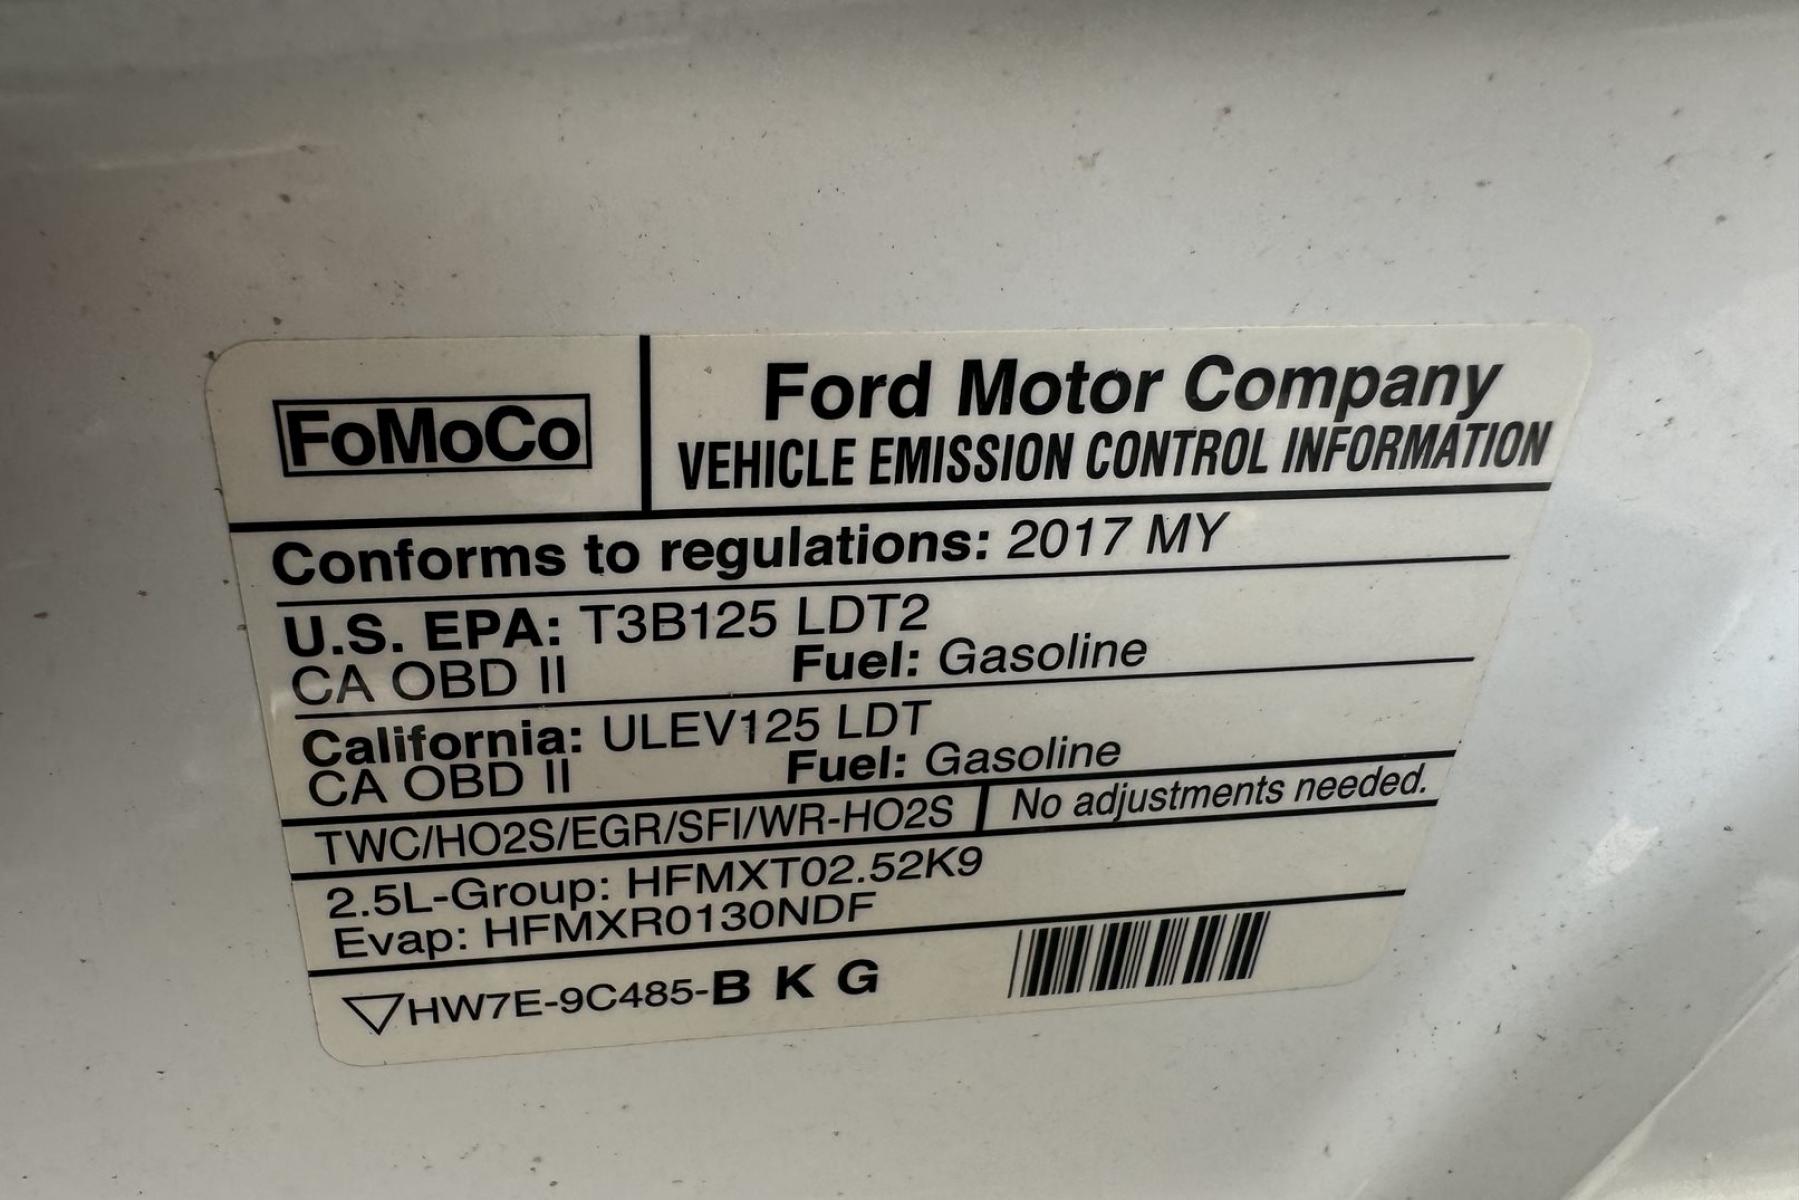 FoMoCo
Ford Motor Company
VEHICLE EMISSION CONTROL INFORMATION
Conforms to regulations: 2017 MY
U.S. EPA: T3B125 LDT2
CA OBD II Fuel: Gasoline
California: ULEV125 LDT
CA OBD II Fuel: Gasoline
TWC/HO2S/EGR/SFI/WR-HO2S No adjustments needed.
2.5L-Group: HFMXT02.52K9
Evap: HFMXR0130NDF
HW7E-9C485-B K G